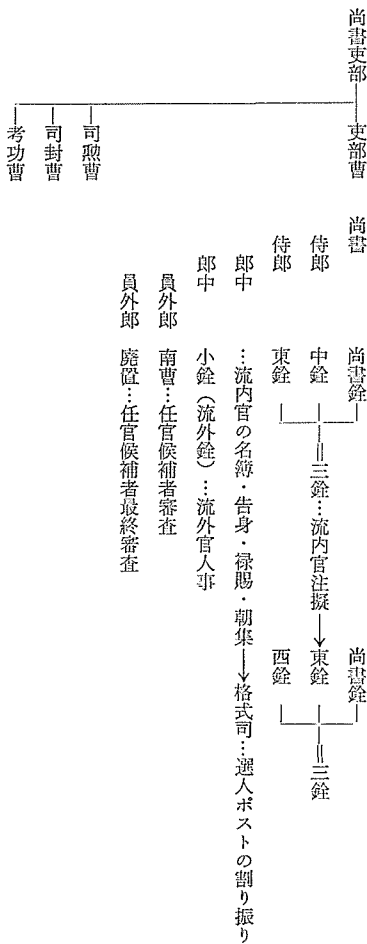 尚書吏部 吏部曹 尚書 尚書銓 尚書銓
侍郎 中銓 =三銓…流内官注擬→東銓 =三銓
侍郎 東銓 西銓
郎中 …流内官の名簿・告身・禄賜・朝集→格式司…選人ポストの割り振り
郎中 小銓（流外銓）…流外官人事
員外郎 南曹…任官候補者審査
員外郎 廃置…任官候補者最終審査
司勲曹
司封曹
考功曹